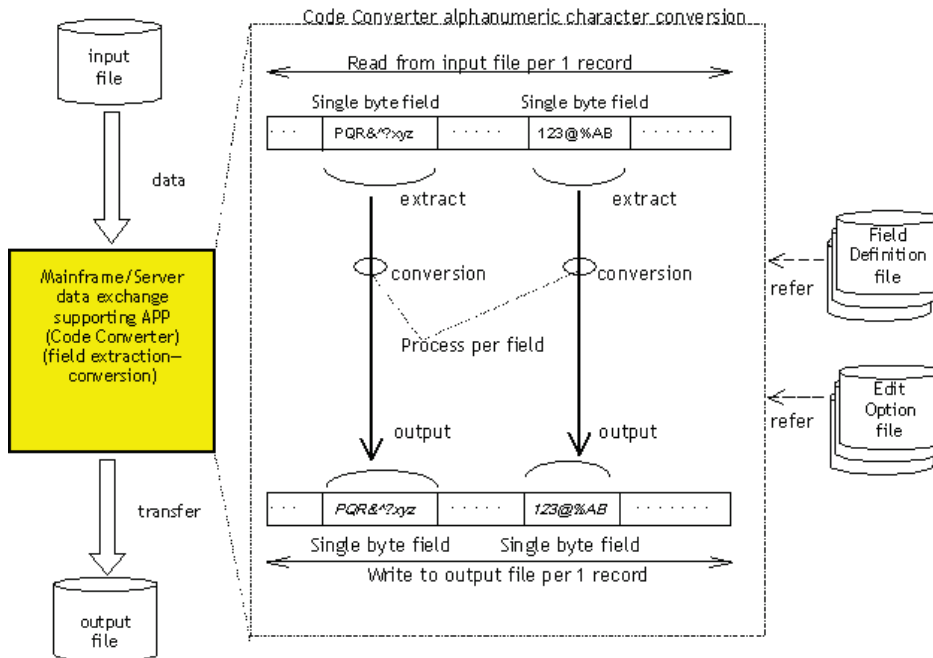 Code Converter alphanumeric character conversion
input
file
Read from input file per 1 record
Single byte field
Single byte field
· · ·
PQR&^?xyz
· · · · ·
123@%AB
· · · · · · ·
data
extract
extract
Mainframe/Server
data exchange
supporting APP
(Code Converter)
(field extraction—
conversion)
conversion
conversion
Process per field
Field
Definition
file
refer
Edit
Option
file
refer
output
output
transfer
· · ·
PQR&^?xyz
· · · · ·
123@%AB
· · · · · · ·
Single byte field
Single byte field
Write to output file per 1 record
output
file